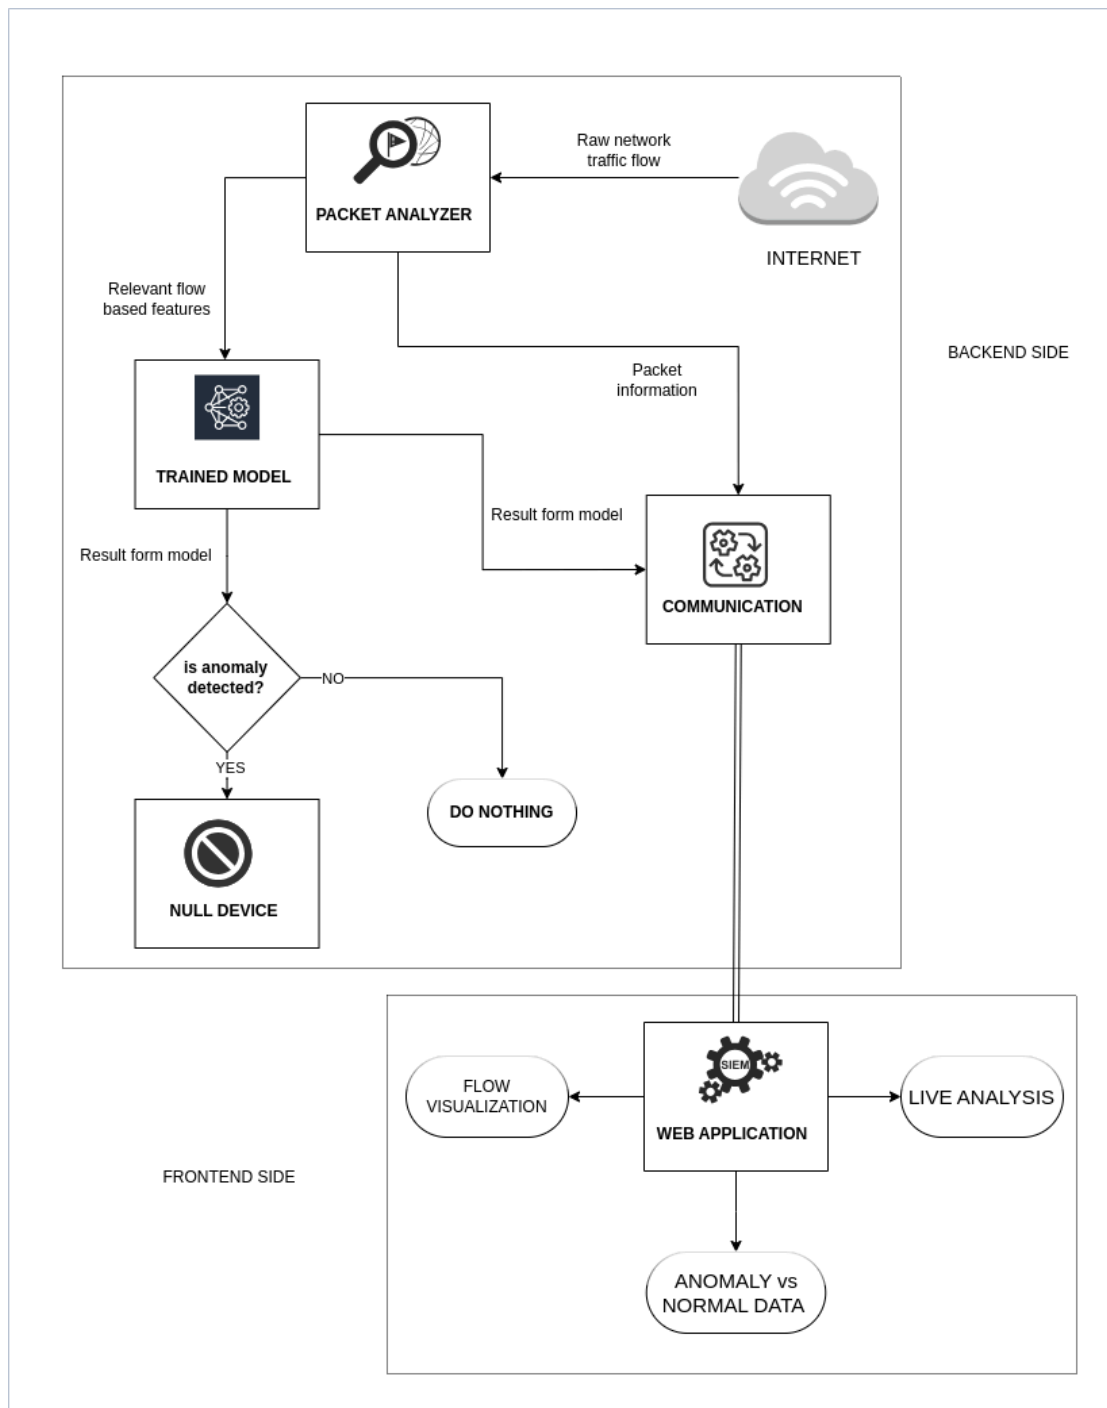 Raw network
traffic flow
PACKET ANALYZER
INTERNET
Relevant flow
based features
BACKEND SIDE
Packet
information
TRAINED MODEL
Result form model
Result form model
COMMUNICATION
is anomaly
detected?
NO
YES
DO NOTHING
NULL DEVICE
SIEM
FLOW
VISUALIZATION
LIVE ANALYSIS
WEB APPLICATION
FRONTEND SIDE
ANOMALY vs
NORMAL DATA